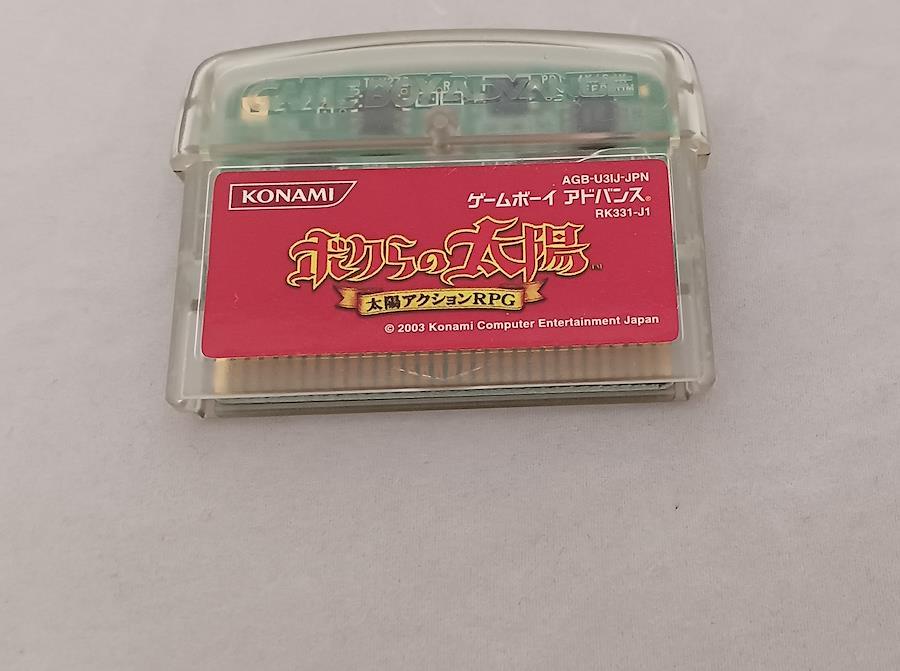 GAME BOY ADVANCE
KONAMI
AGB-U3IJ-JPN
ゲームボーイ アドバンス®
RK331-J1
ボクらの太陽™
太陽アクションRPG
© 2003 Konami Computer Entertainment Japan